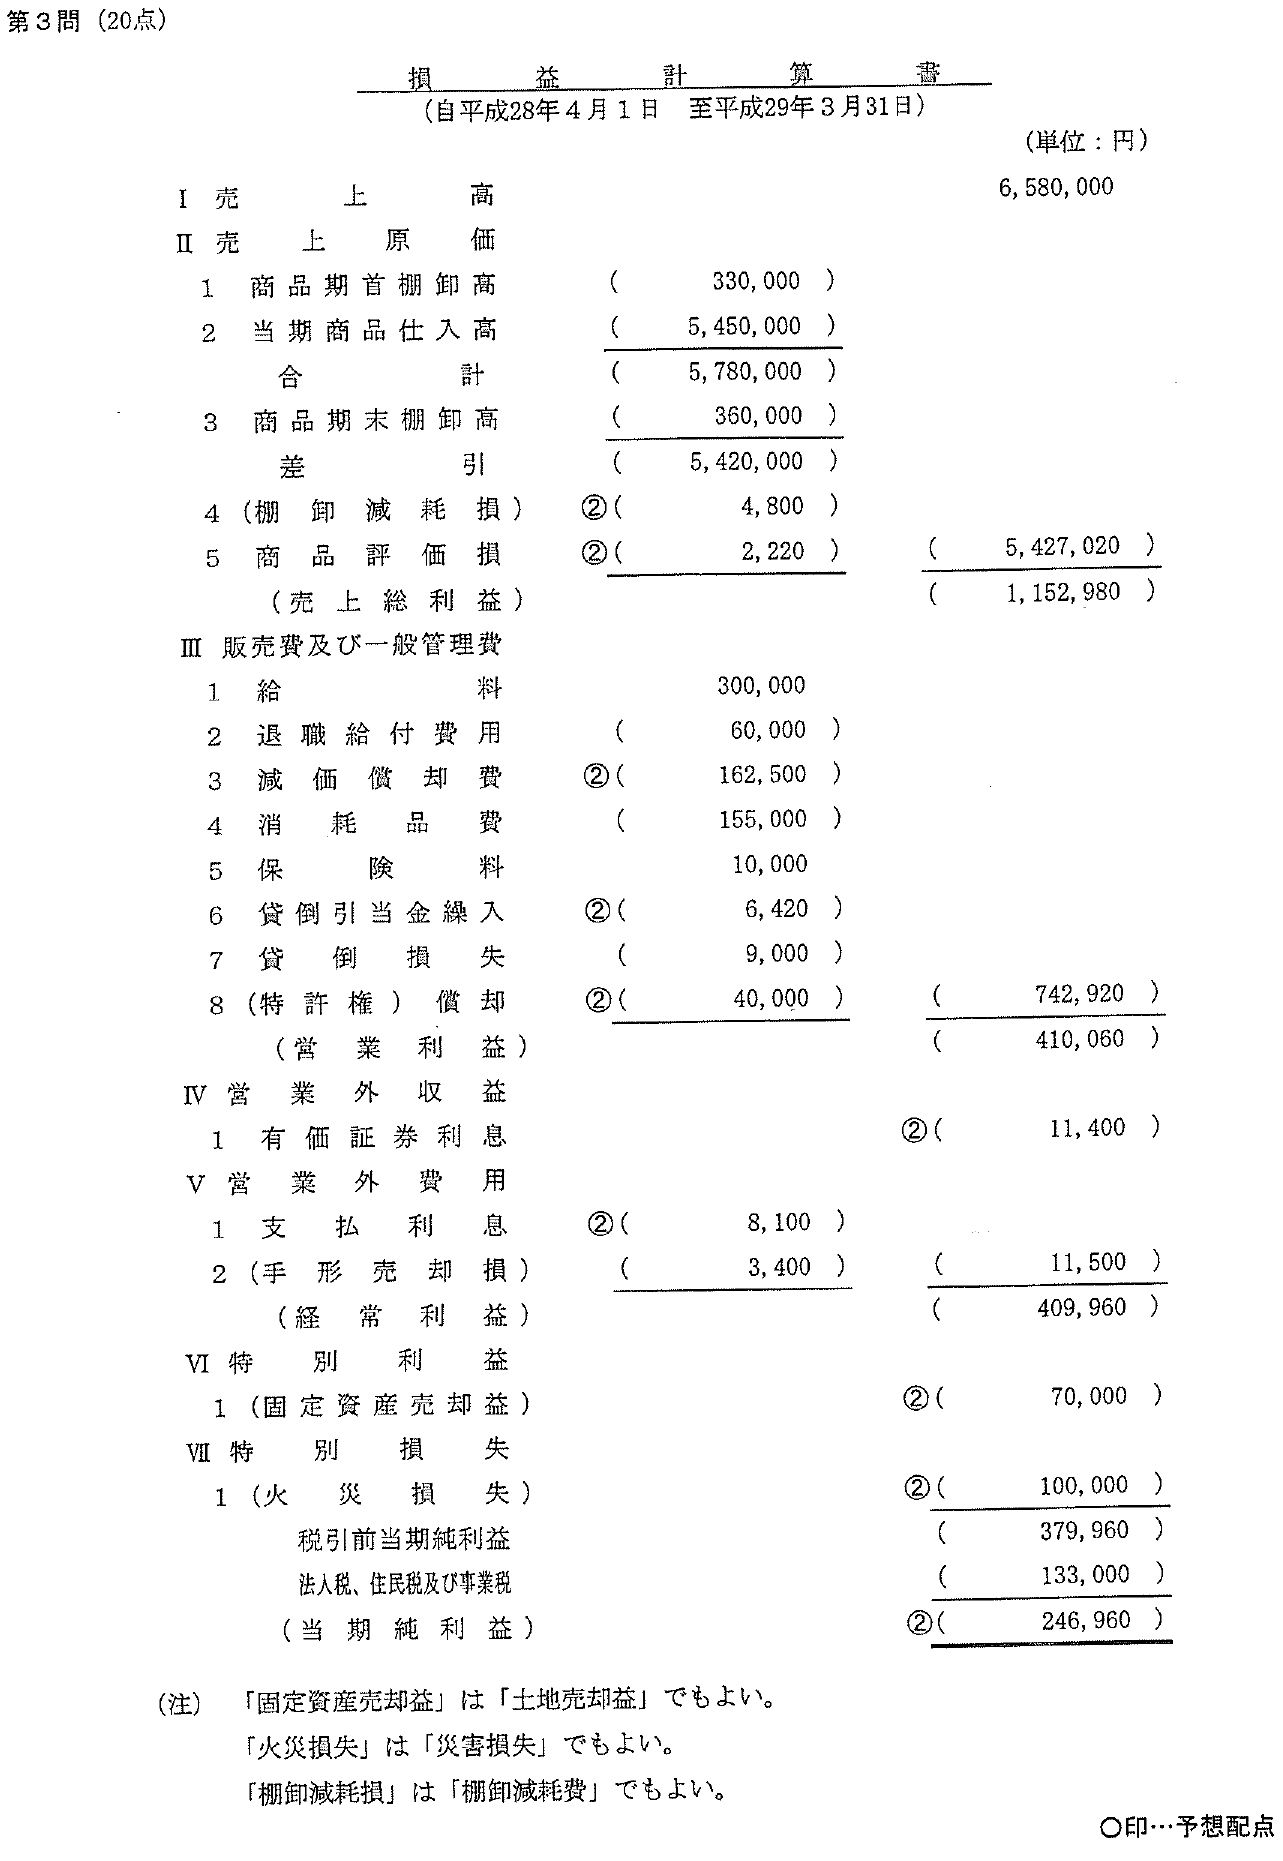 第3問（20点）
損益計算書
（自平成28年4月1日　至平成29年3月31日）
（単位：円）
Ⅰ 売上高 6,580,000
Ⅱ 売上原価
1 商品期首棚卸高 ( 330,000 )
2 当期商品仕入高 ( 5,450,000 )
合計 ( 5,780,000 )
3 商品期末棚卸高 ( 360,000 )
差引 ( 5,420,000 )
4 (棚卸減耗損) ②( 4,800 )
5 商品評価損 ②( 2,220 ) ( 5,427,020 )
(売上総利益) ( 1,152,980 )
Ⅲ 販売費及び一般管理費
1 給料 300,000
2 退職給付費用 ( 60,000 )
3 減価償却費 ②( 162,500 )
4 消耗品費 ( 155,000 )
5 保険料 10,000
6 貸倒引当金繰入 ②( 6,420 )
7 貸倒損失 ( 9,000 )
8 (特許権)償却 ②( 40,000 ) ( 742,920 )
(営業利益) ( 410,060 )
Ⅳ 営業外収益
1 有価証券利息 ②( 11,400 )
Ⅴ 営業外費用
1 支払利息 ②( 8,100 )
2 (手形売却損) ( 3,400 ) ( 11,500 )
(経常利益) ( 409,960 )
Ⅵ 特別利益
1 (固定資産売却益) ②( 70,000 )
Ⅶ 特別損失
1 (火災損失) ②( 100,000 )
税引前当期純利益 ( 379,960 )
法人税、住民税及び事業税 ( 133,000 )
(当期純利益) ②( 246,960 )
（注）「固定資産売却益」は「土地売却益」でもよい。
「火災損失」は「災害損失」でもよい。
「棚卸減耗損」は「棚卸減耗費」でもよい。
○印…予想配点